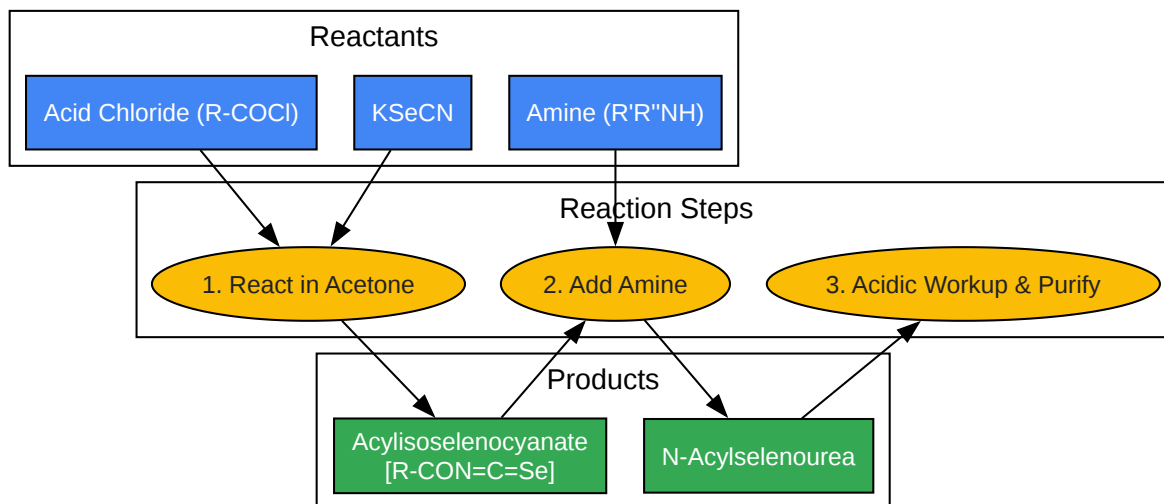 Reactants
Acid Chloride (R-COCl)
KSeCN
Amine (R'R"NH)
Reaction Steps
1. React in Acetone
2. Add Amine
3. Acidic Workup & Purify
Products
Acylisoselenocyanate
[R-CON=C=Se]
N-Acylselenourea